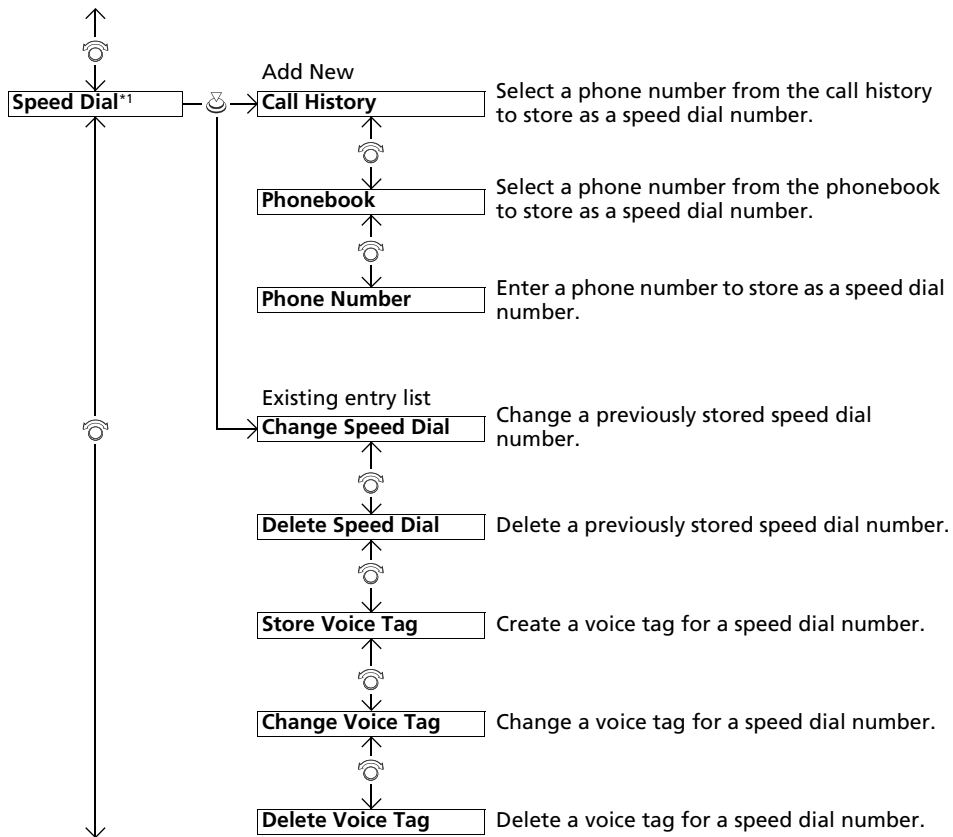 Add New
Speed Dial*1
Call History
Select a phone number from the call history
to store as a speed dial number.
Phonebook
Select a phone number from the phonebook
to store as a speed dial number.
Phone Number
Enter a phone number to store as a speed dial
number.
Existing entry list
Change Speed Dial
Change a previously stored speed dial
number.
Delete Speed Dial
Delete a previously stored speed dial number.
Store Voice Tag
Create a voice tag for a speed dial number.
Change Voice Tag
Change a voice tag for a speed dial number.
Delete Voice Tag
Delete a voice tag for a speed dial number.